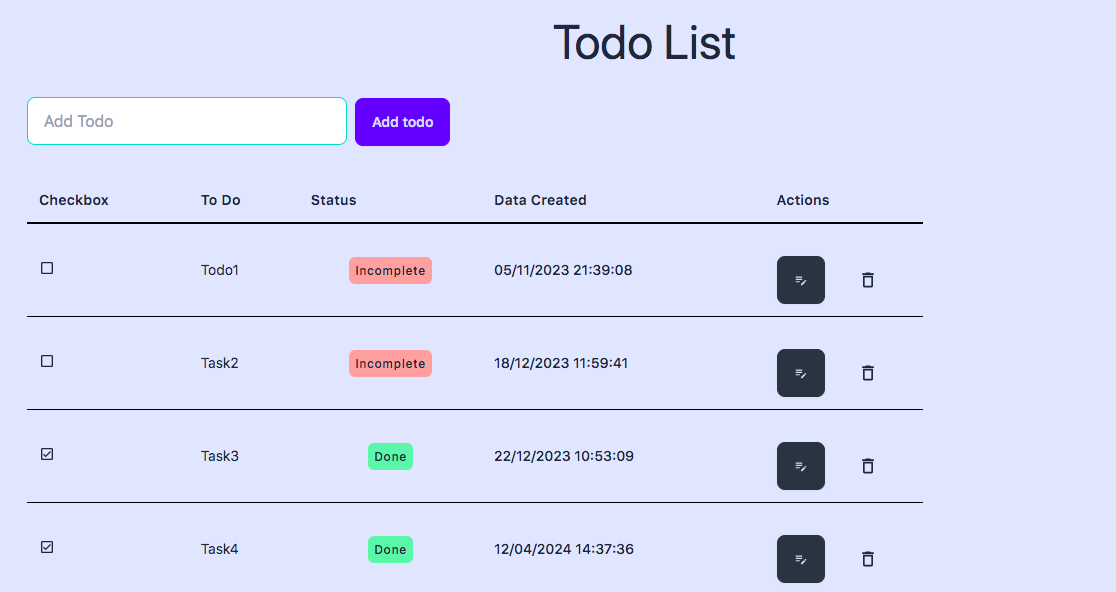 Todo List
Add Todo Add todo
Checkbox To Do Status Data Created Actions
Todo1 Incomplete 05/11/2023 21:39:08
Task2 Incomplete 18/12/2023 11:59:41
Task3 Done 22/12/2023 10:53:09
Task4 Done 12/04/2024 14:37:36